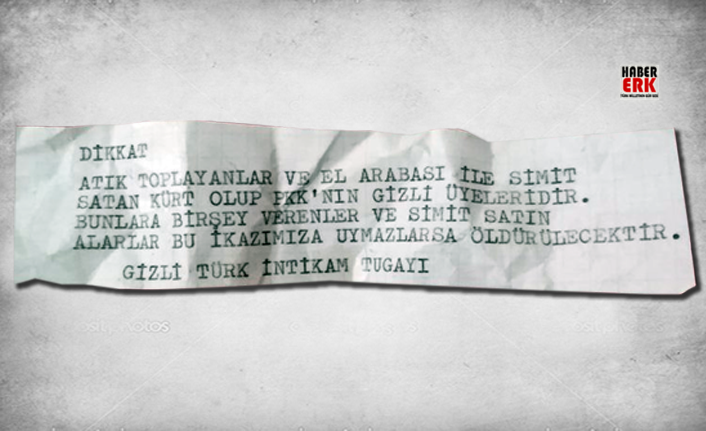 HABER
ERK
DİKKAT
ATIK TOPLAYANLAR VE EL ARABASI İLE SİMİT
SATAN KÜRT OLUP PKK'NIN GİZLİ ÜYELERİDİR.
BUNLARA BİRŞEY VERENLER VE SİMİT SATIN
ALARLAR BU İKAZIMIZA UYMAZLARSA ÖLDÜRÜLECEKTİR.
GİZLİ TÜRK İNTİKAM TUGAYI